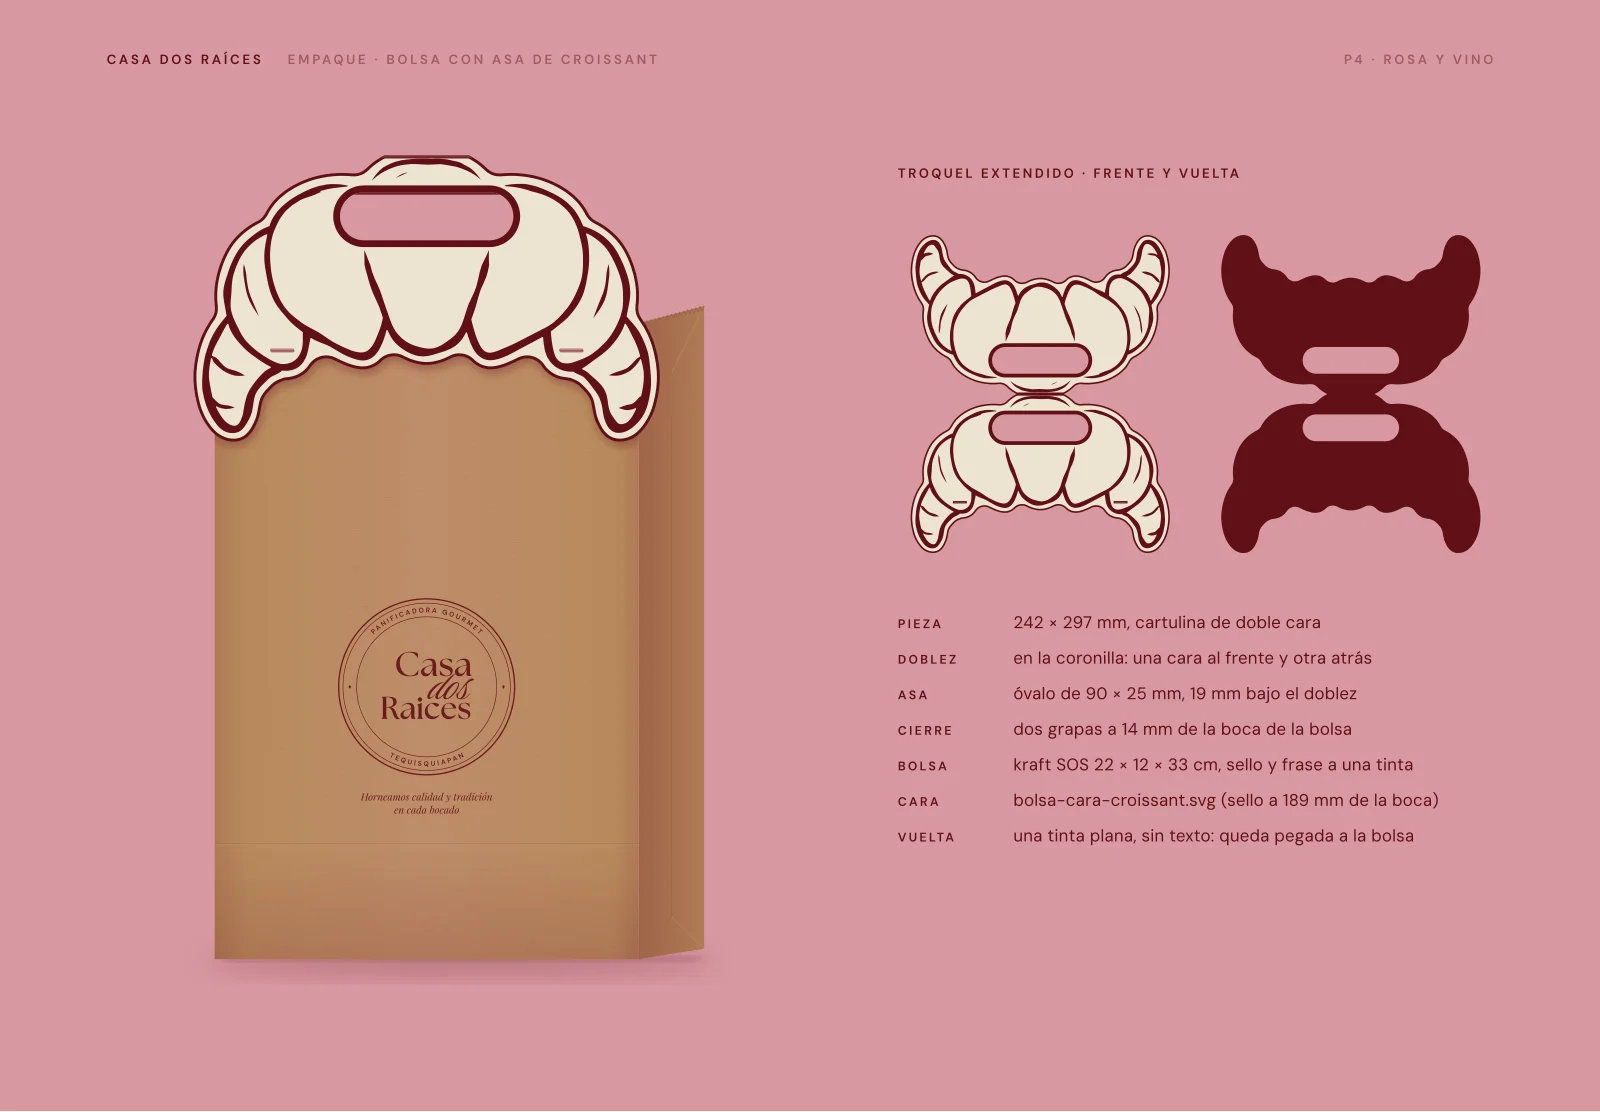 CASA DOS RAÍCES EMPAQUE · BOLSA CON ASA DE CROISSANT
P4 · ROSA Y VINO
PANIFICADORA GOURMET
Casa
dos
Raíces
TEQUISQUIAPAN
Horneamos calidad y tradición
en cada bocado
TROQUEL EXTENDIDO · FRENTE Y VUELTA
PIEZA 242 × 297 mm, cartulina de doble cara
DOBLEZ en la coronilla: una cara al frente y otra atrás
ASA óvalo de 90 × 25 mm, 19 mm bajo el doblez
CIERRE dos grapas a 14 mm de la boca de la bolsa
BOLSA kraft SOS 22 × 12 × 33 cm, sello y frase a una tinta
CARA bolsa-cara-croissant.svg (sello a 189 mm de la boca)
VUELTA una tinta plana, sin texto: queda pegada a la bolsa